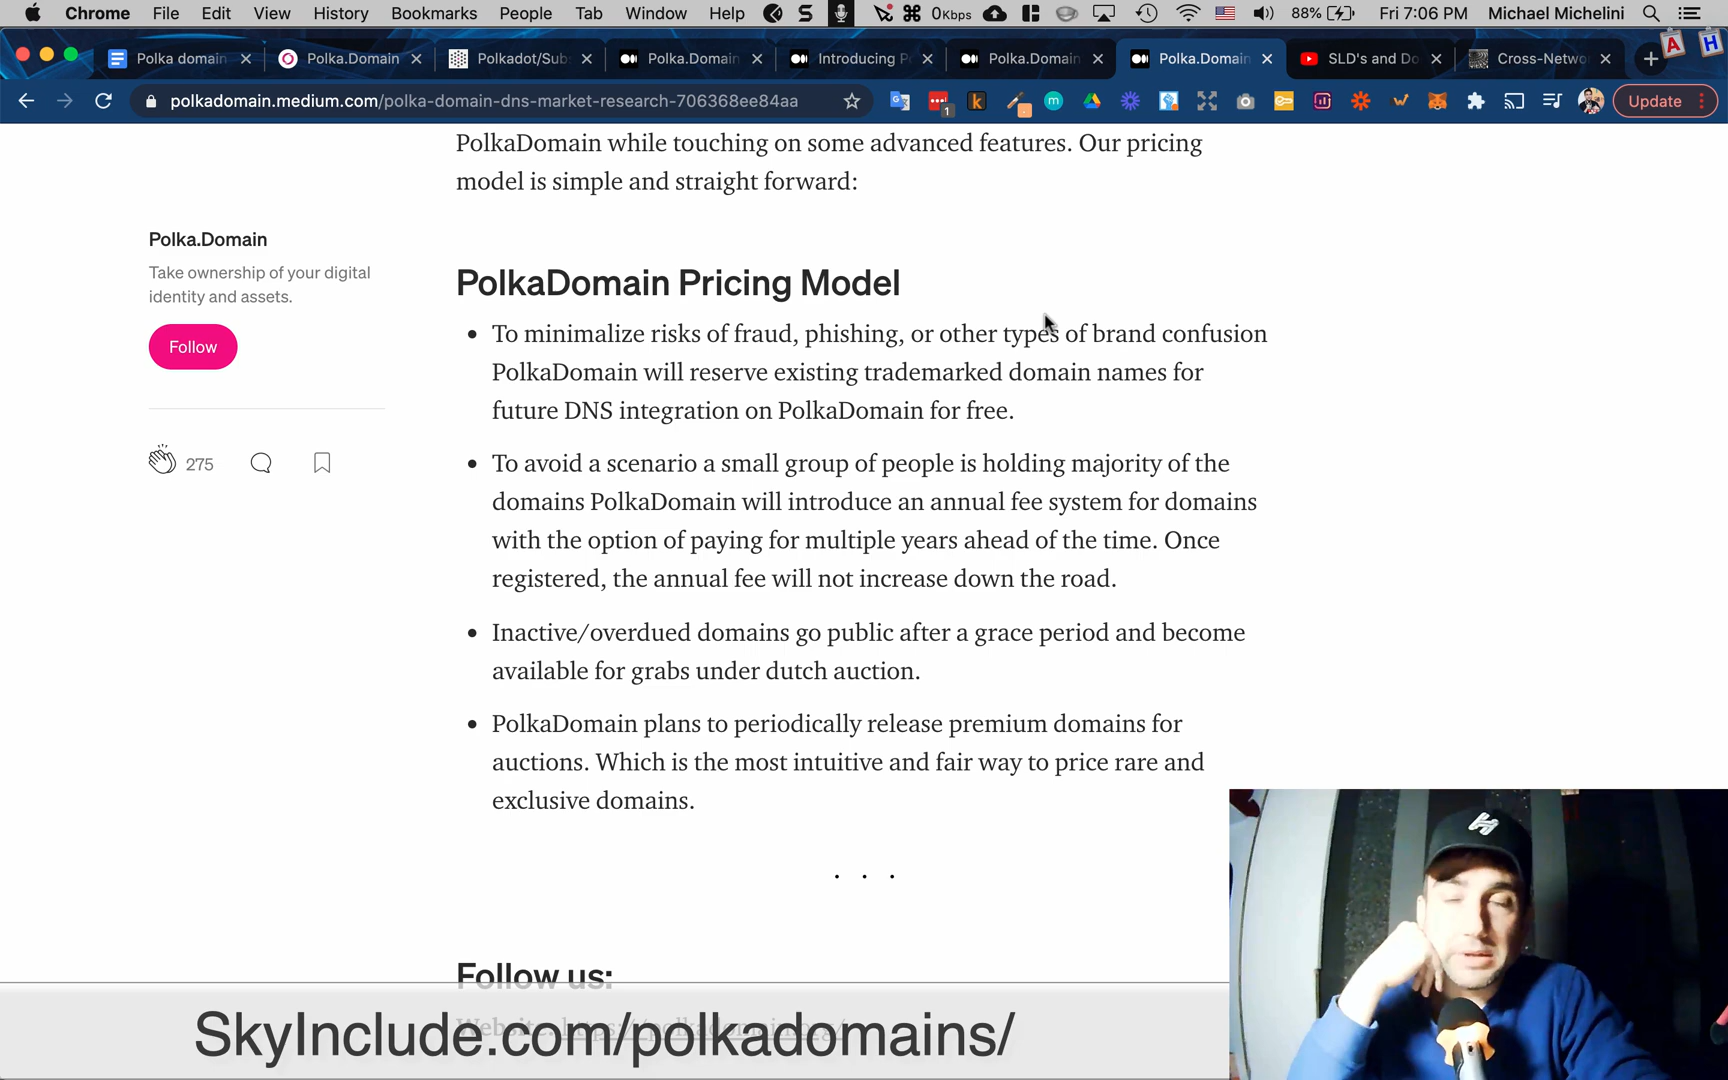 Chrome File Edit View History Bookmarks People Tab Window Help 0Kbps 88% Fri 7:06 PM Michael Michelini
Polka domain Polka.Domain Polkadot/Sub Polka.Domain Introducing P Polka.Domain Polka.Domain SLD's and Do Cross-Netwo
polkadomain.medium.com/polka-domain-dns-market-research-706368ee84aa Update
PolkaDomain while touching on some advanced features. Our pricing
model is simple and straight forward:
Polka.Domain
Take ownership of your digital
identity and assets.
Follow
275
PolkaDomain Pricing Model
• To minimalize risks of fraud, phishing, or other types of brand confusion
PolkaDomain will reserve existing trademarked domain names for
future DNS integration on PolkaDomain for free.
• To avoid a scenario a small group of people is holding majority of the
domains PolkaDomain will introduce an annual fee system for domains
with the option of paying for multiple years ahead of the time. Once
registered, the annual fee will not increase down the road.
• Inactive/overdued domains go public after a grace period and become
available for grabs under dutch auction.
• PolkaDomain plans to periodically release premium domains for
auctions. Which is the most intuitive and fair way to price rare and
exclusive domains.
. . .
Follow us:
SkyInclude.com/polkadomains/